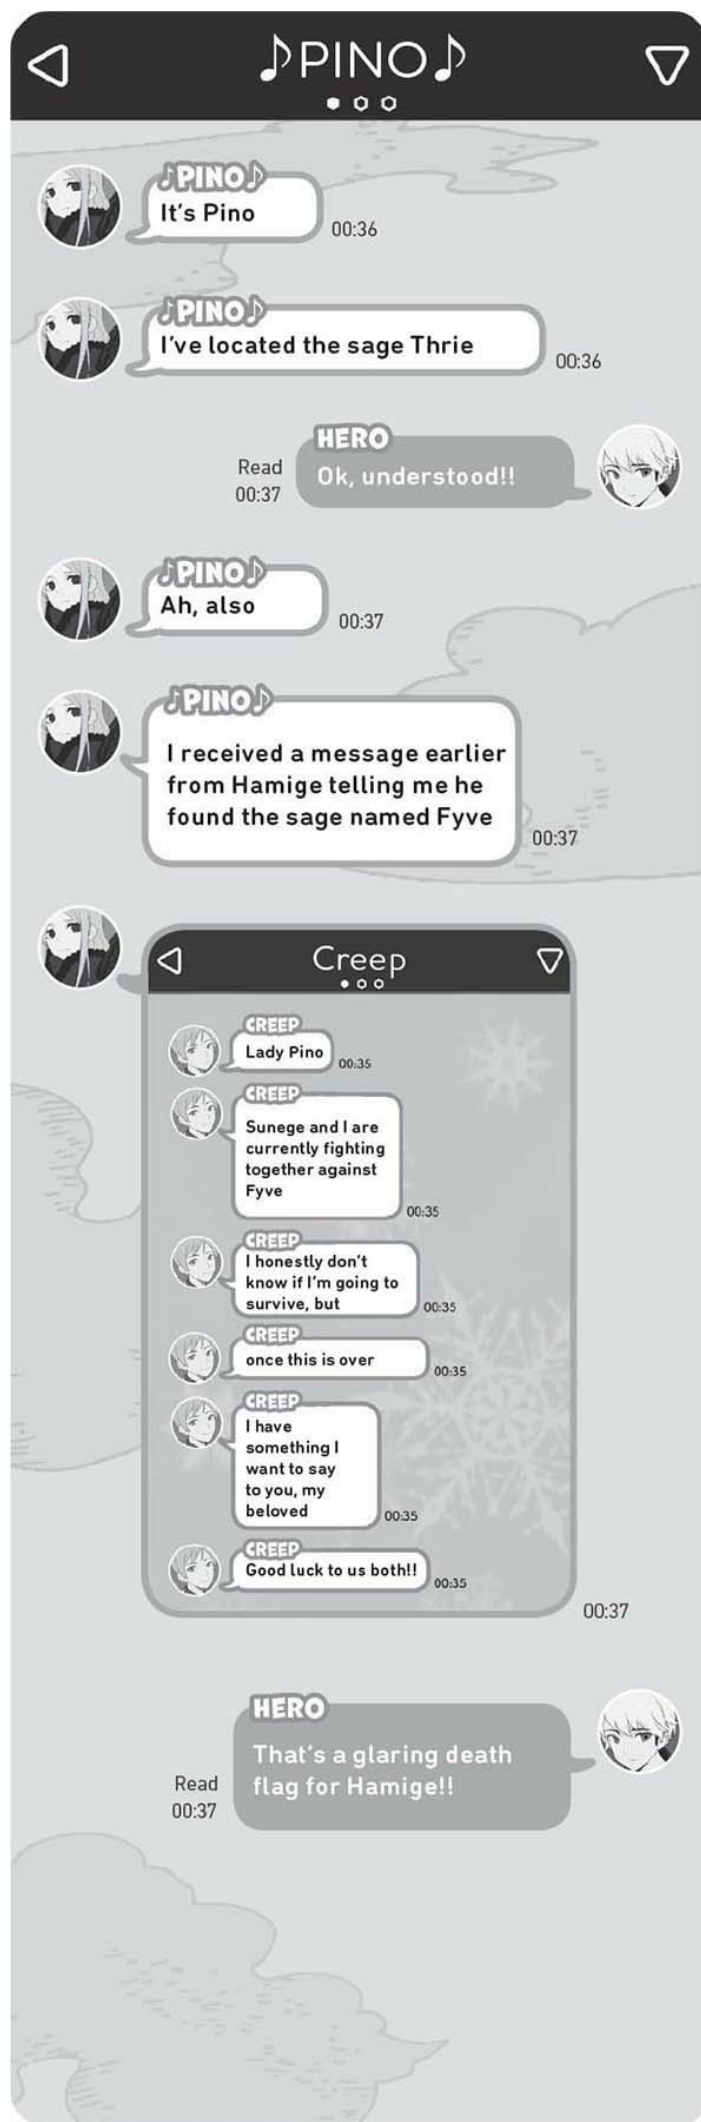 ♪PINO♪
♪PINO♪
It's Pino
00:36
♪PINO♪
I've located the sage Thrie
00:36
HERO
Ok, understood!!
Read
00:37
♪PINO♪
Ah, also
00:37
♪PINO♪
I received a message earlier
from Hamige telling me he
found the sage named Fyve
00:37
Creep
CREEP
Lady Pino
00:35
CREEP
Sunege and I are
currently fighting
together against
Fyve
00:35
CREEP
I honestly don't
know if I'm going to
survive, but
00:35
CREEP
once this is over
00:35
CREEP
I have
something I
want to say
to you, my
beloved
00:35
CREEP
Good luck to us both!!
00:35
00:37
HERO
That's a glaring death
flag for Hamige!!
Read
00:37